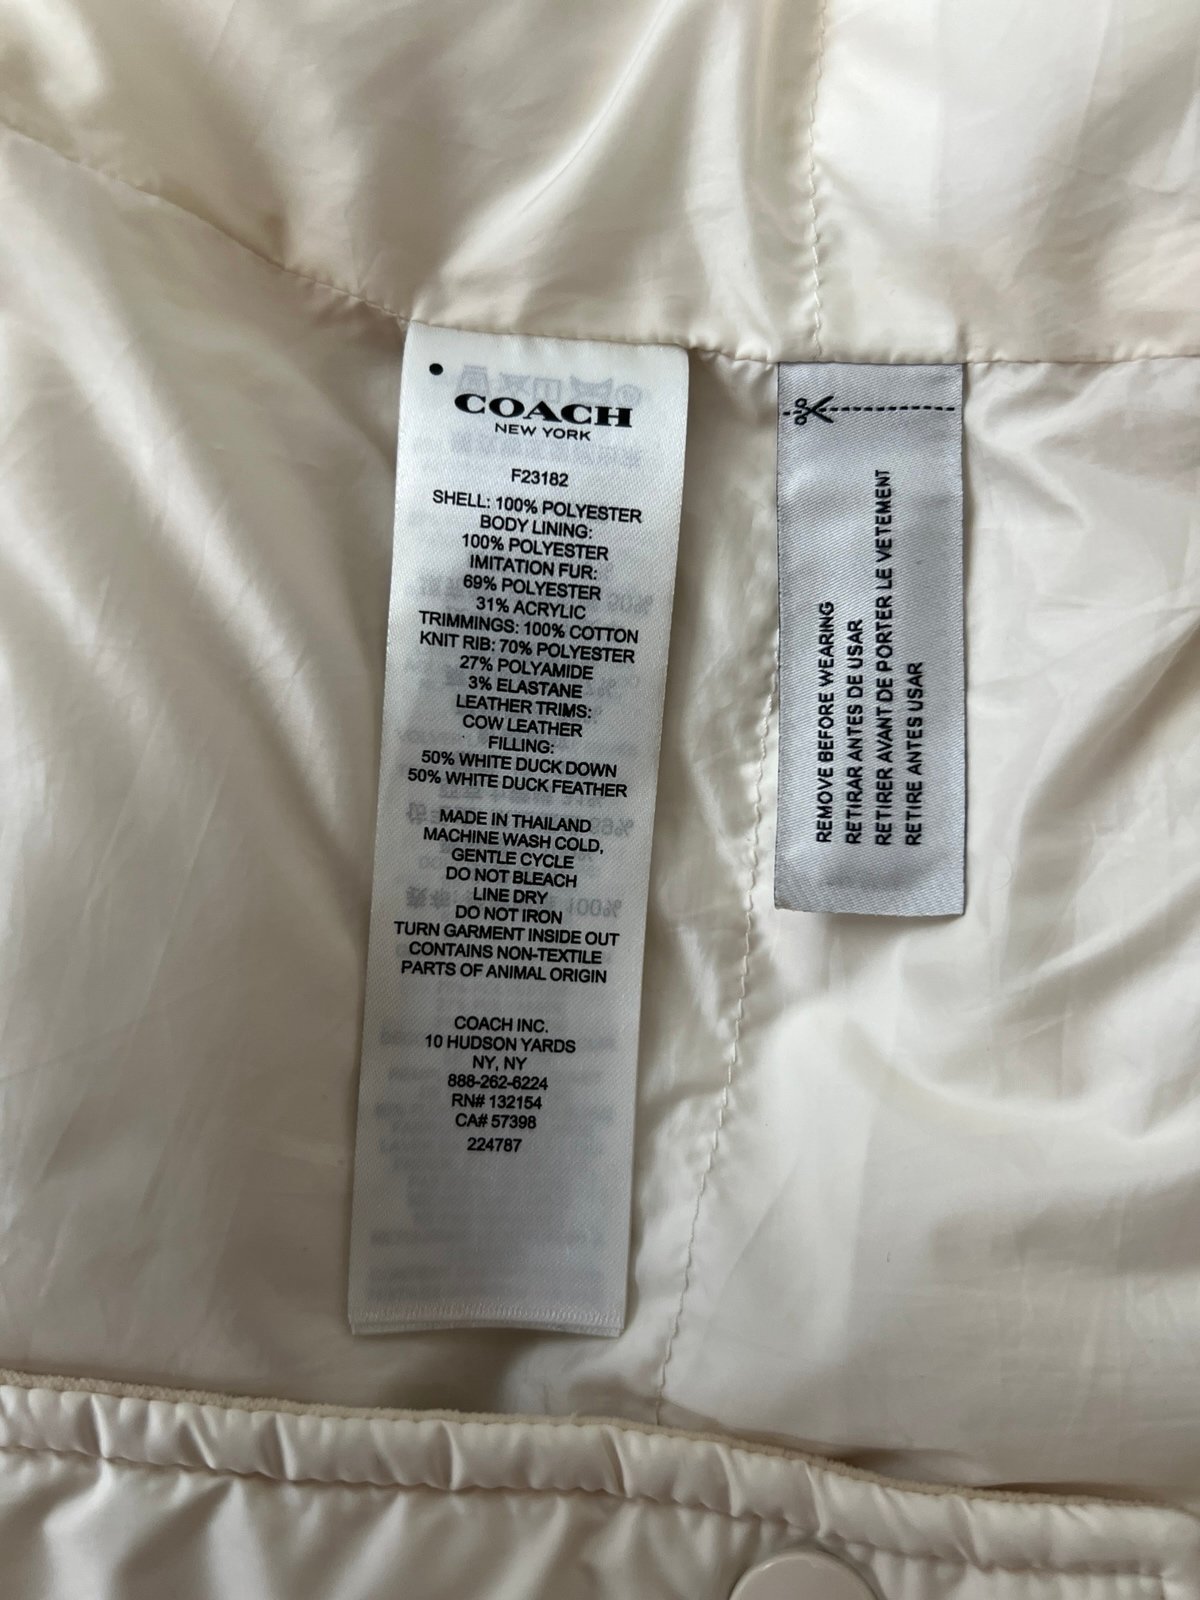 COACH
NEW YORK
F23182
SHELL: 100% POLYESTER
BODY LINING:
100% POLYESTER
IMITATION FUR:
69% POLYESTER
31% ACRYLIC
TRIMMINGS: 100% COTTON
KNIT RIB: 70% POLYESTER
27% POLYAMIDE
3% ELASTANE
LEATHER TRIMS:
COW LEATHER
FILLING:
50% WHITE DUCK DOWN
50% WHITE DUCK FEATHER
MADE IN THAILAND
MACHINE WASH COLD,
GENTLE CYCLE
DO NOT BLEACH
LINE DRY
DO NOT IRON
TURN GARMENT INSIDE OUT
CONTAINS NON-TEXTILE
PARTS OF ANIMAL ORIGIN
COACH INC.
10 HUDSON YARDS
NY, NY
888-262-6224
RN# 132154
CA# 57398
224787
REMOVE BEFORE WEARING
RETIRAR ANTES DE USAR
RETIRER AVANT DE PORTER LE VETEMENT
RETIRE ANTES USAR